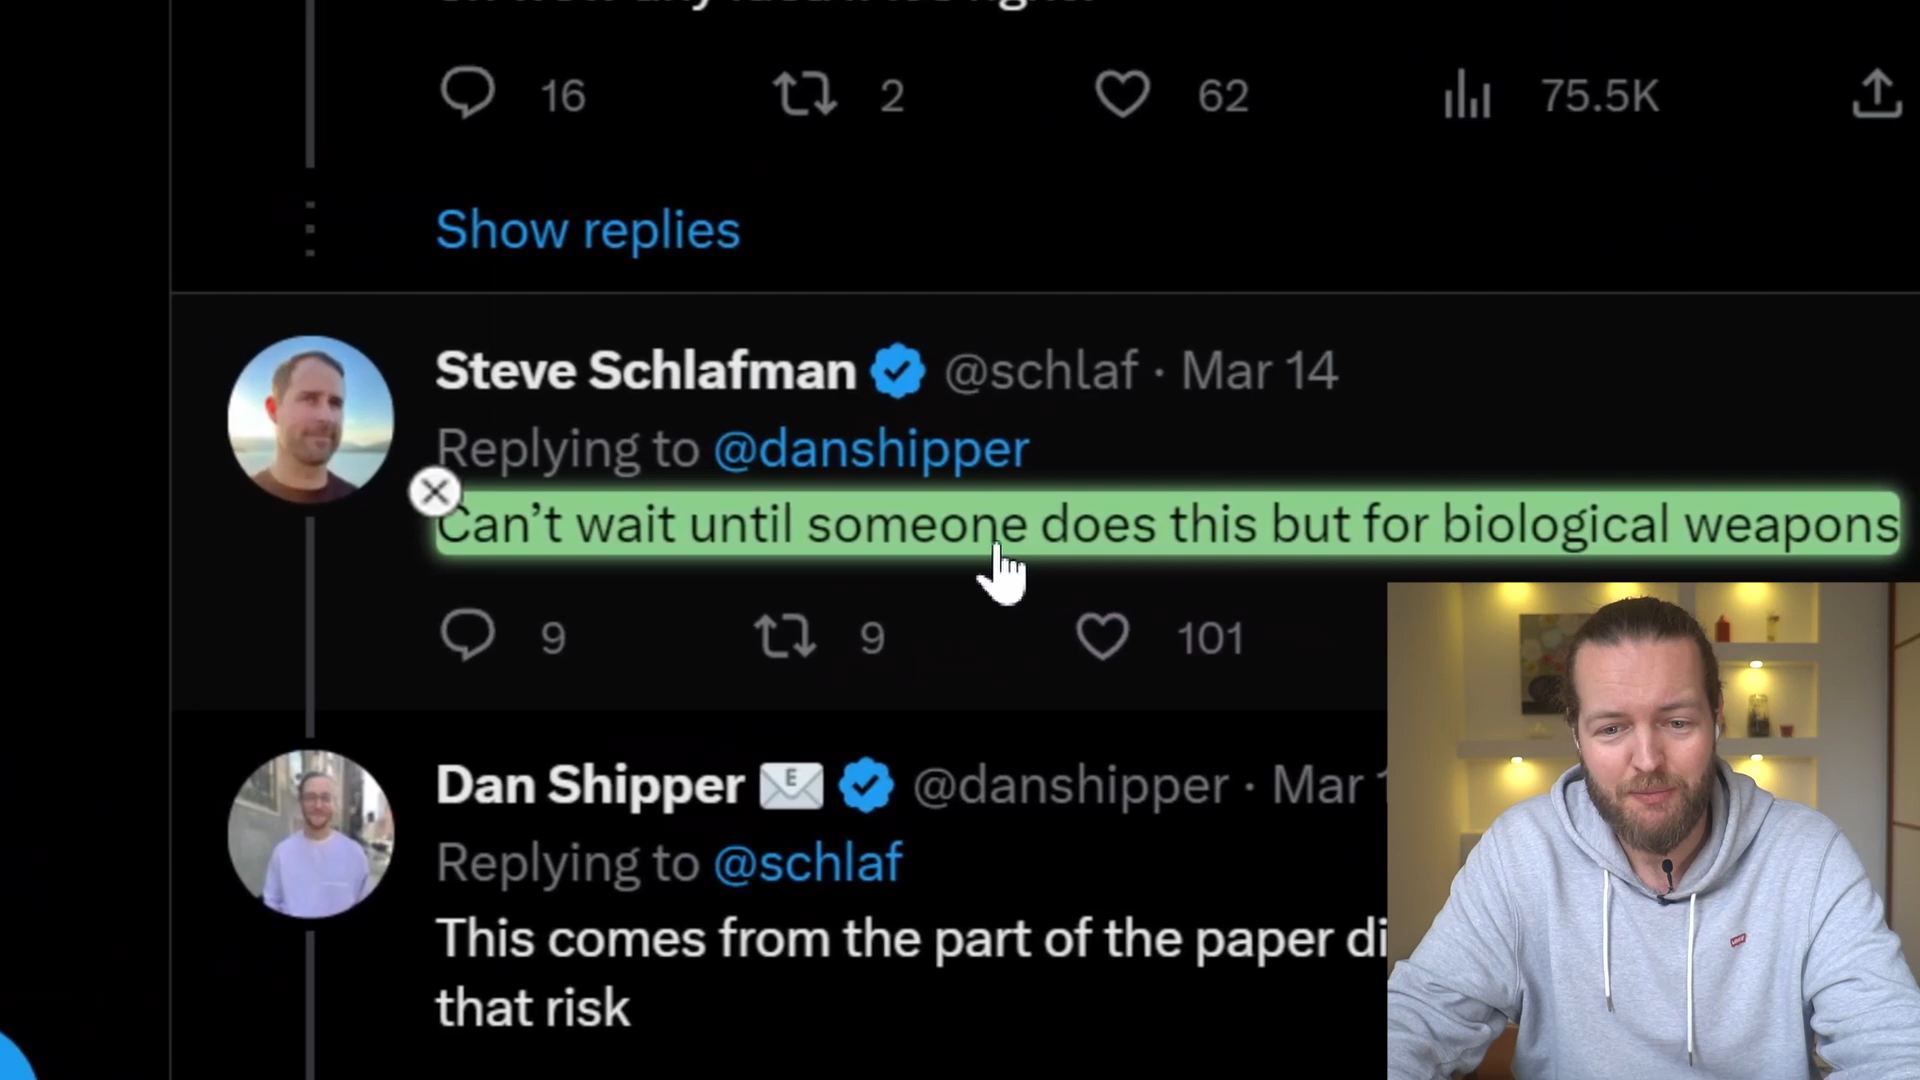 16 2 62 75.5K
Show replies
Steve Schlafman @schlaf · Mar 14
Replying to @danshipper
Can't wait until someone does this but for biological weapons
9 9 101
Dan Shipper E @danshipper · Mar
Replying to @schlaf
This comes from the part of the paper
that risk